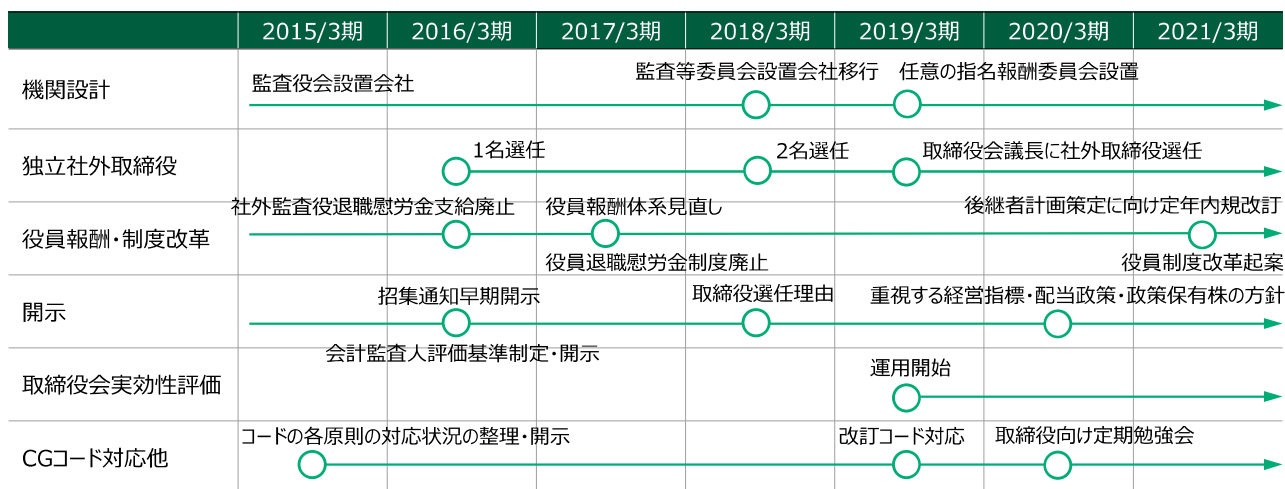 2015/3期 2016/3期 2017/3期 2018/3期 2019/3期 2020/3期 2021/3期
機関設計
監査役会設置会社
監査等委員会設置会社移行
任意の指名報酬委員会設置
独立社外取締役
1名選任
2名選任
取締役会議長に社外取締役選任
役員報酬・制度改革
社外監査役退職慰労金支給廃止
役員報酬体系見直し
役員退職慰労金制度廃止
後継者計画策定に向け定年内規改訂
役員制度改革起案
開示
招集通知早期開示
会計監査人評価基準制定・開示
取締役選任理由
重視する経営指標・配当政策・政策保有株の方針
取締役会実効性評価
運用開始
CGコード対応他
コードの各原則の対応状況の整理・開示
改訂コード対応
取締役向け定期勉強会